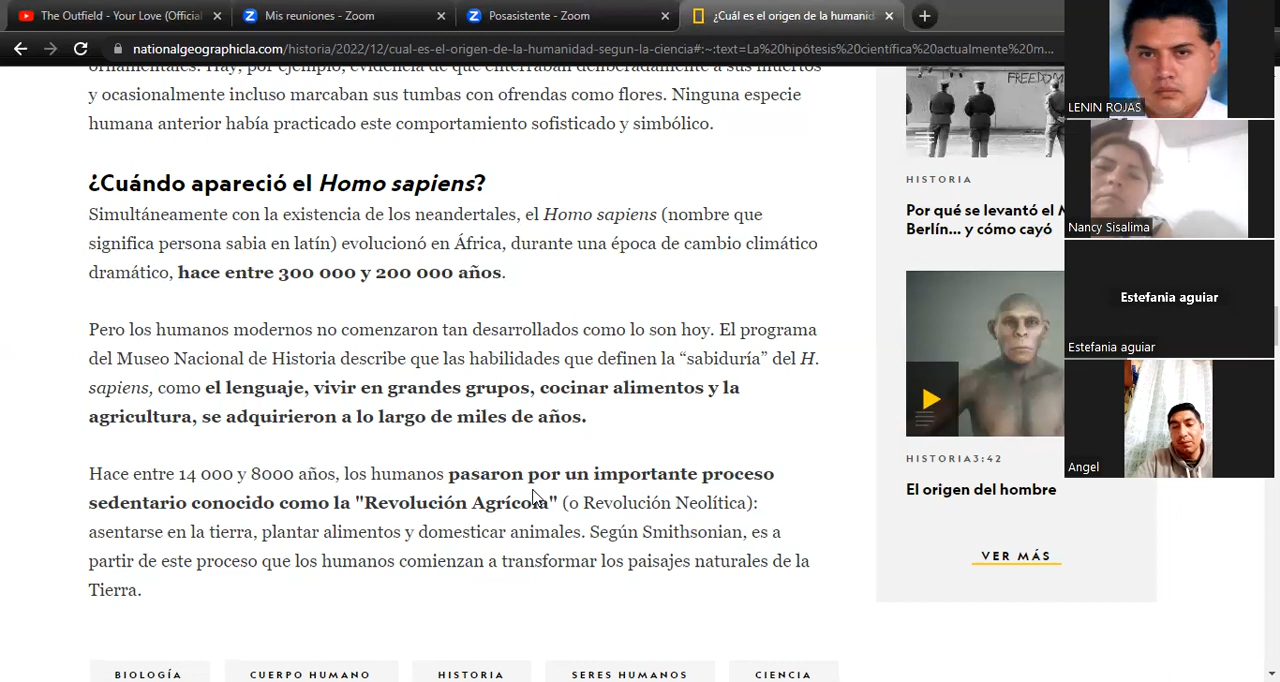 The Outfield - Your Love (Official
Mis reuniones - Zoom
Posasistente - Zoom
¿Cuál es el origen de la humanid
nationalgeographicla.com/historia/2022/12/cual-es-el-origen-de-la-humanidad-segun-la-ciencia#:~:text=La%20hipótesis%20científica%20actualmente%20m...
ornamentales. Hay, por ejemplo, evidencia de que enterraban deliberadamente a sus muertos
y ocasionalmente incluso marcaban sus tumbas con ofrendas como flores. Ninguna especie
humana anterior había practicado este comportamiento sofisticado y simbólico.
¿Cuándo apareció el Homo sapiens?
Simultáneamente con la existencia de los neandertales, el Homo sapiens (nombre que
significa persona sabia en latín) evolucionó en África, durante una época de cambio climático
dramático, hace entre 300 000 y 200 000 años.
Pero los humanos modernos no comenzaron tan desarrollados como lo son hoy. El programa
del Museo Nacional de Historia describe que las habilidades que definen la “sabiduría” del H.
sapiens, como el lenguaje, vivir en grandes grupos, cocinar alimentos y la
agricultura, se adquirieron a lo largo de miles de años.
Hace entre 14 000 y 8000 años, los humanos pasaron por un importante proceso
sedentario conocido como la "Revolución Agrícola" (o Revolución Neolítica):
asentarse en la tierra, plantar alimentos y domesticar animales. Según Smithsonian, es a
partir de este proceso que los humanos comienzan a transformar los paisajes naturales de la
Tierra.
BIOLOGÍA
CUERPO HUMANO
HISTORIA
SERES HUMANOS
CIENCIA
FREEDOM
HISTORIA
Por qué se levantó el M
Berlín... y cómo cayó
HISTORIA3:42
El origen del hombre
VER MÁS
LENIN ROJAS
Nancy Sisalima
Estefania aguiar
Estefania aguiar
Angel